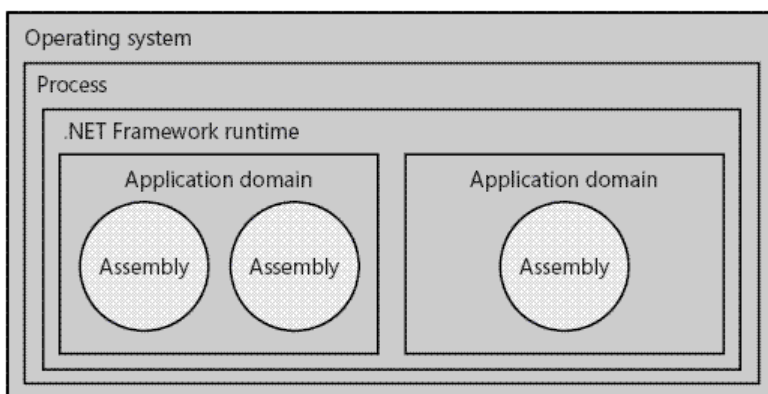 Operating system
Process
.NET Framework runtime
Application domain
Application domain
Assembly
Assembly
Assembly